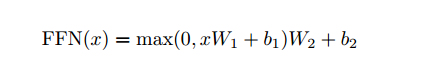 FFN(x) = max(0, xW₁ + b₁)W₂ + b₂